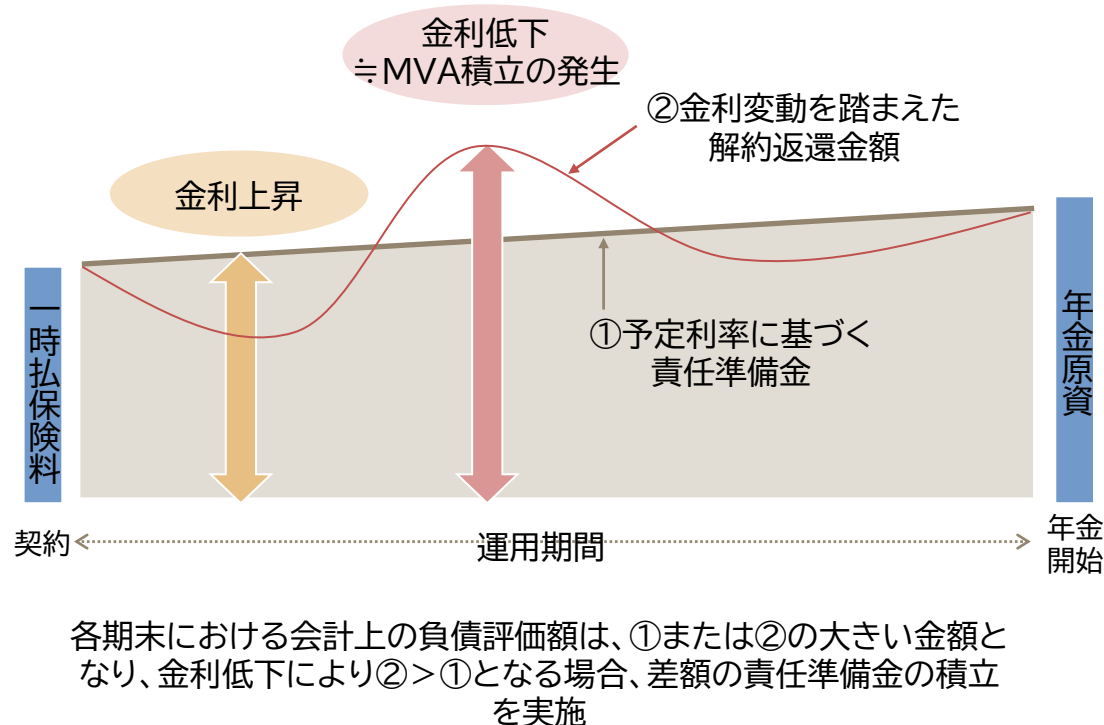 金利低下
≒MVA積立の発生
②金利変動を踏まえた
解約返還金額
金利上昇
一時払保険料
①予定利率に基づく
責任準備金
年金原資
契約
運用期間
年金
開始
各期末における会計上の負債評価額は、①または②の大きい金額と
なり、金利低下により②＞①となる場合、差額の責任準備金の積立
を実施